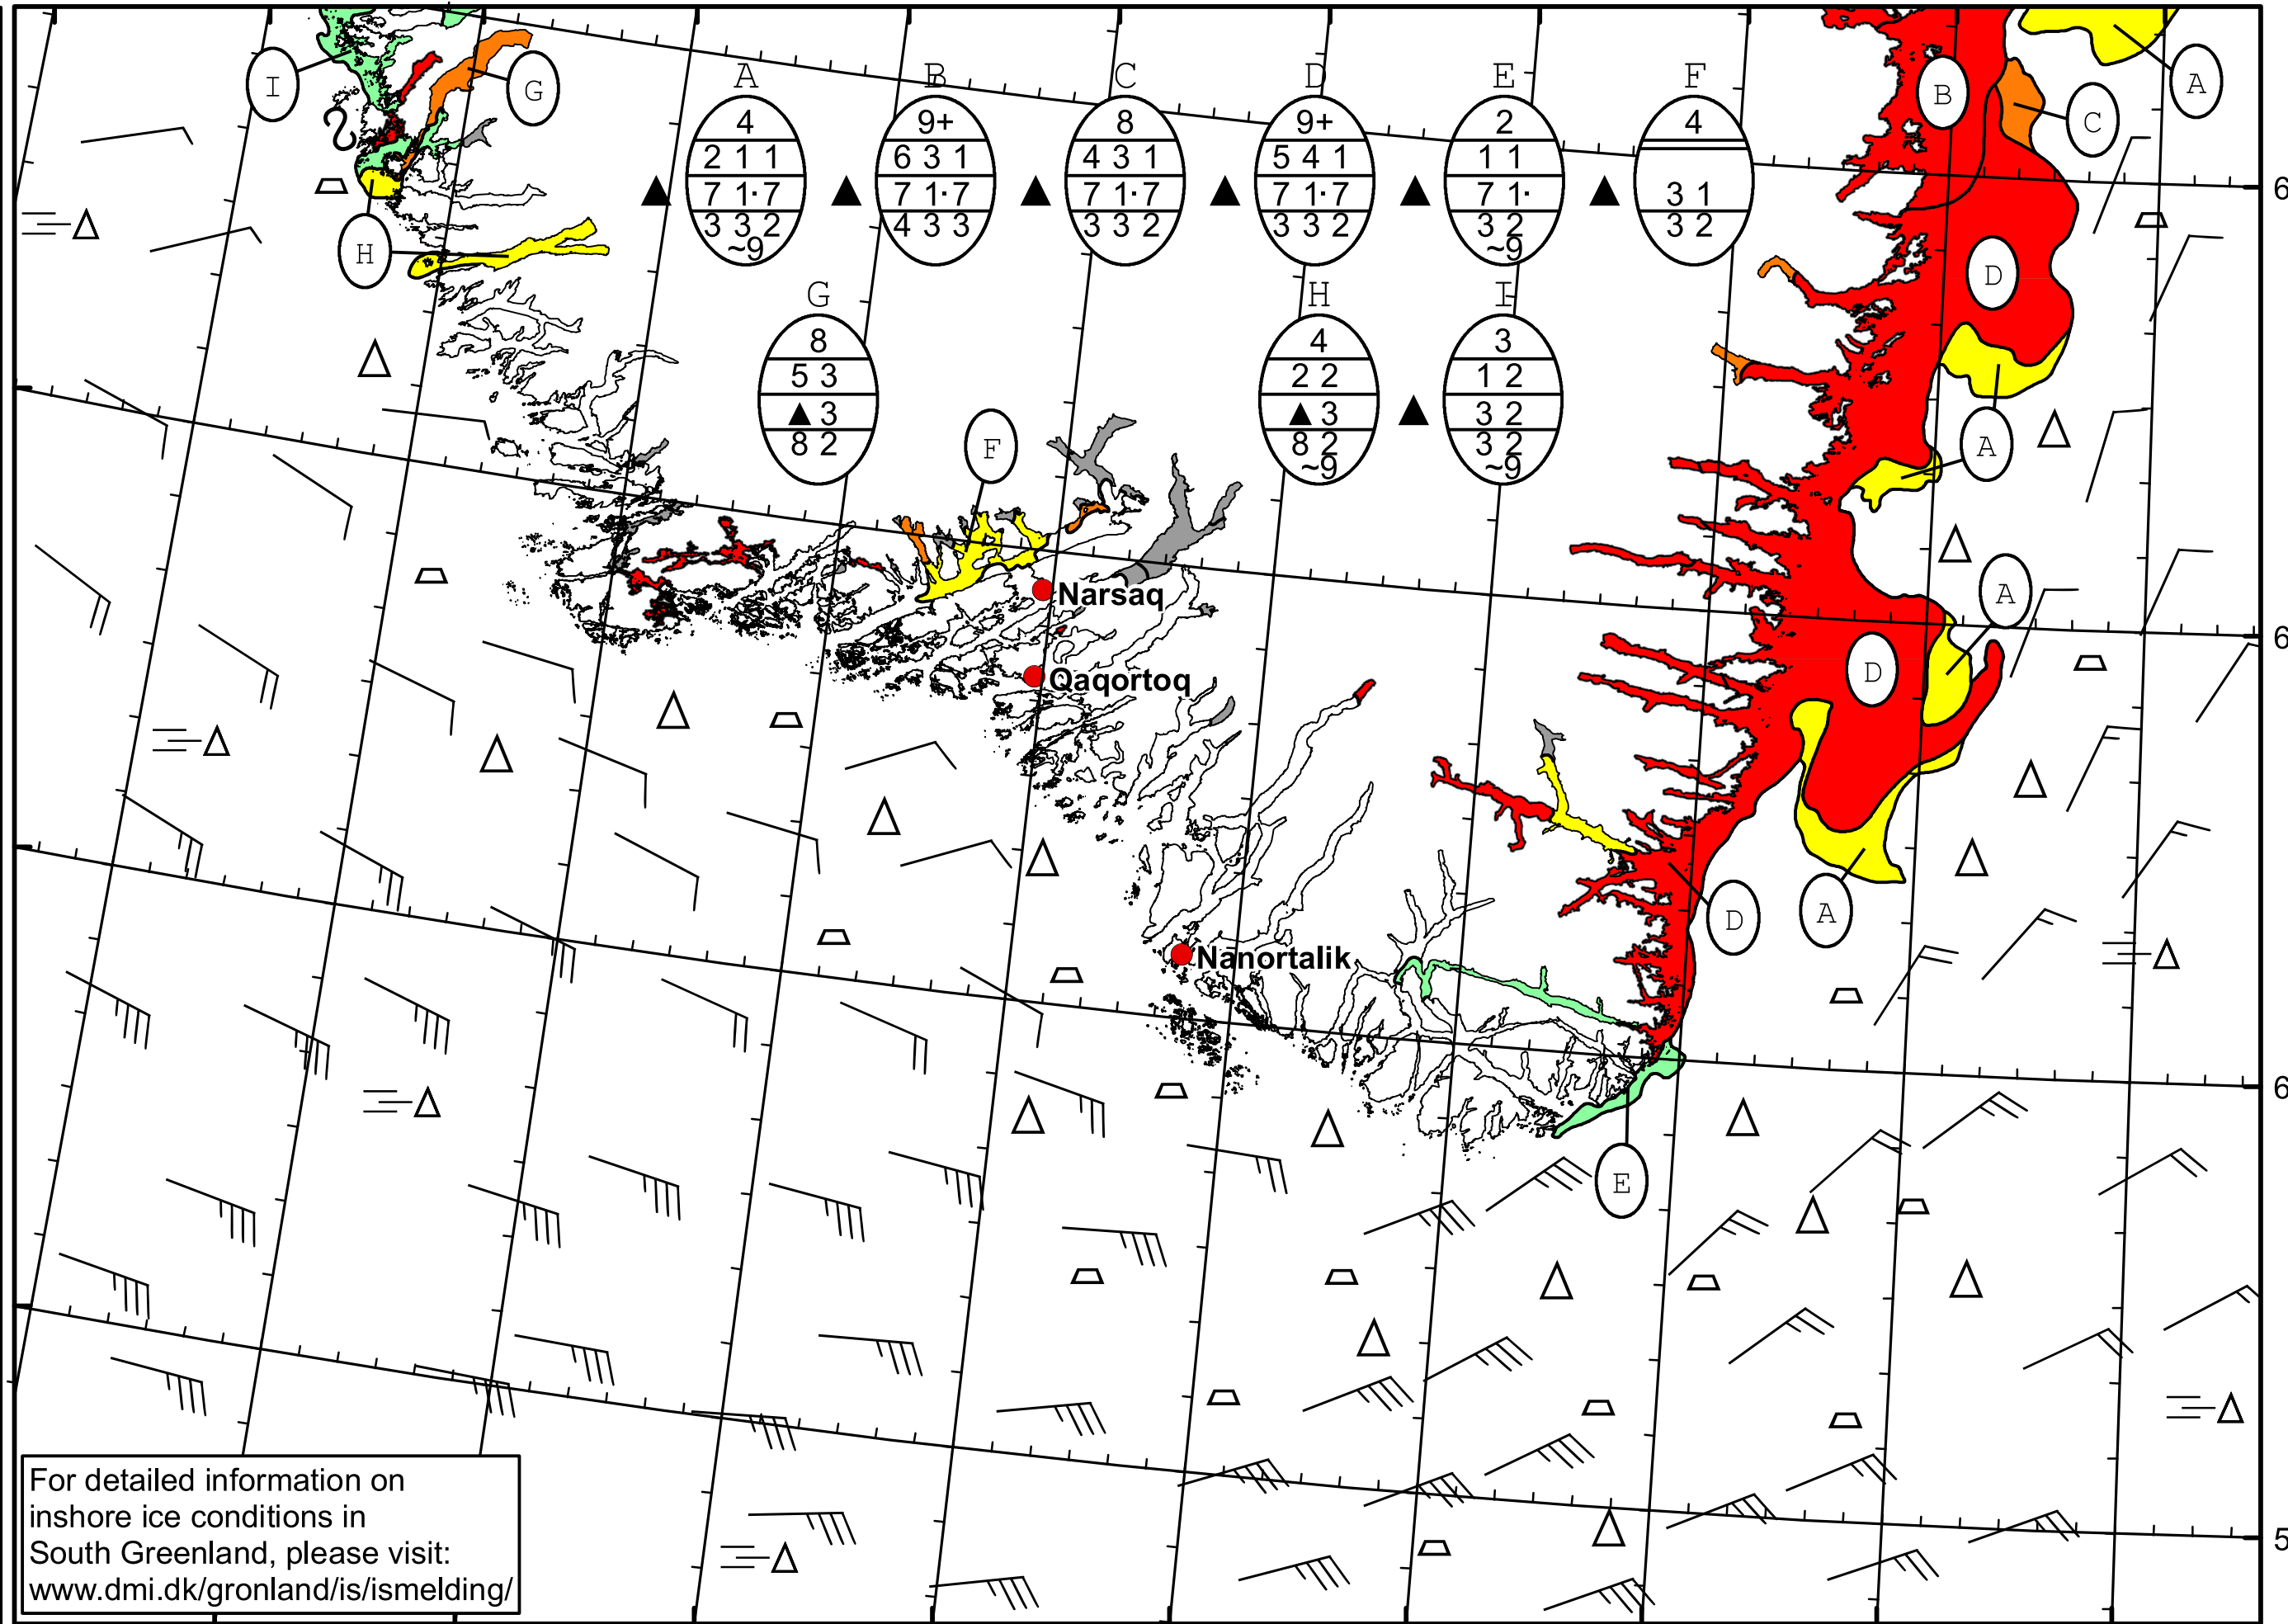 I
G
A
B
C
D
E
F
B
C
A
4
9+
8
9+
2
4
2 1 1
6 3 1
4 3 1
5 4 1
1 1
7 1·7
7 1·7
7 1·7
7 1·7
7 1·
3 1
3 3 2
4 3 3
3 3 2
3 3 2
3 2
3 2
~9
~9
6
H
D
G
H
I
8
4
3
5 3
2 2
1 2
▲ 3
▲ 3
3 2
8 2
8 2
3 2
~9
~9
F
A
Narsaq
A
6
D
Qaqortoq
D
A
Nanortalik
6
E
5
For detailed information on
inshore ice conditions in
South Greenland, please visit:
www.dmi.dk/gronland/is/ismelding/